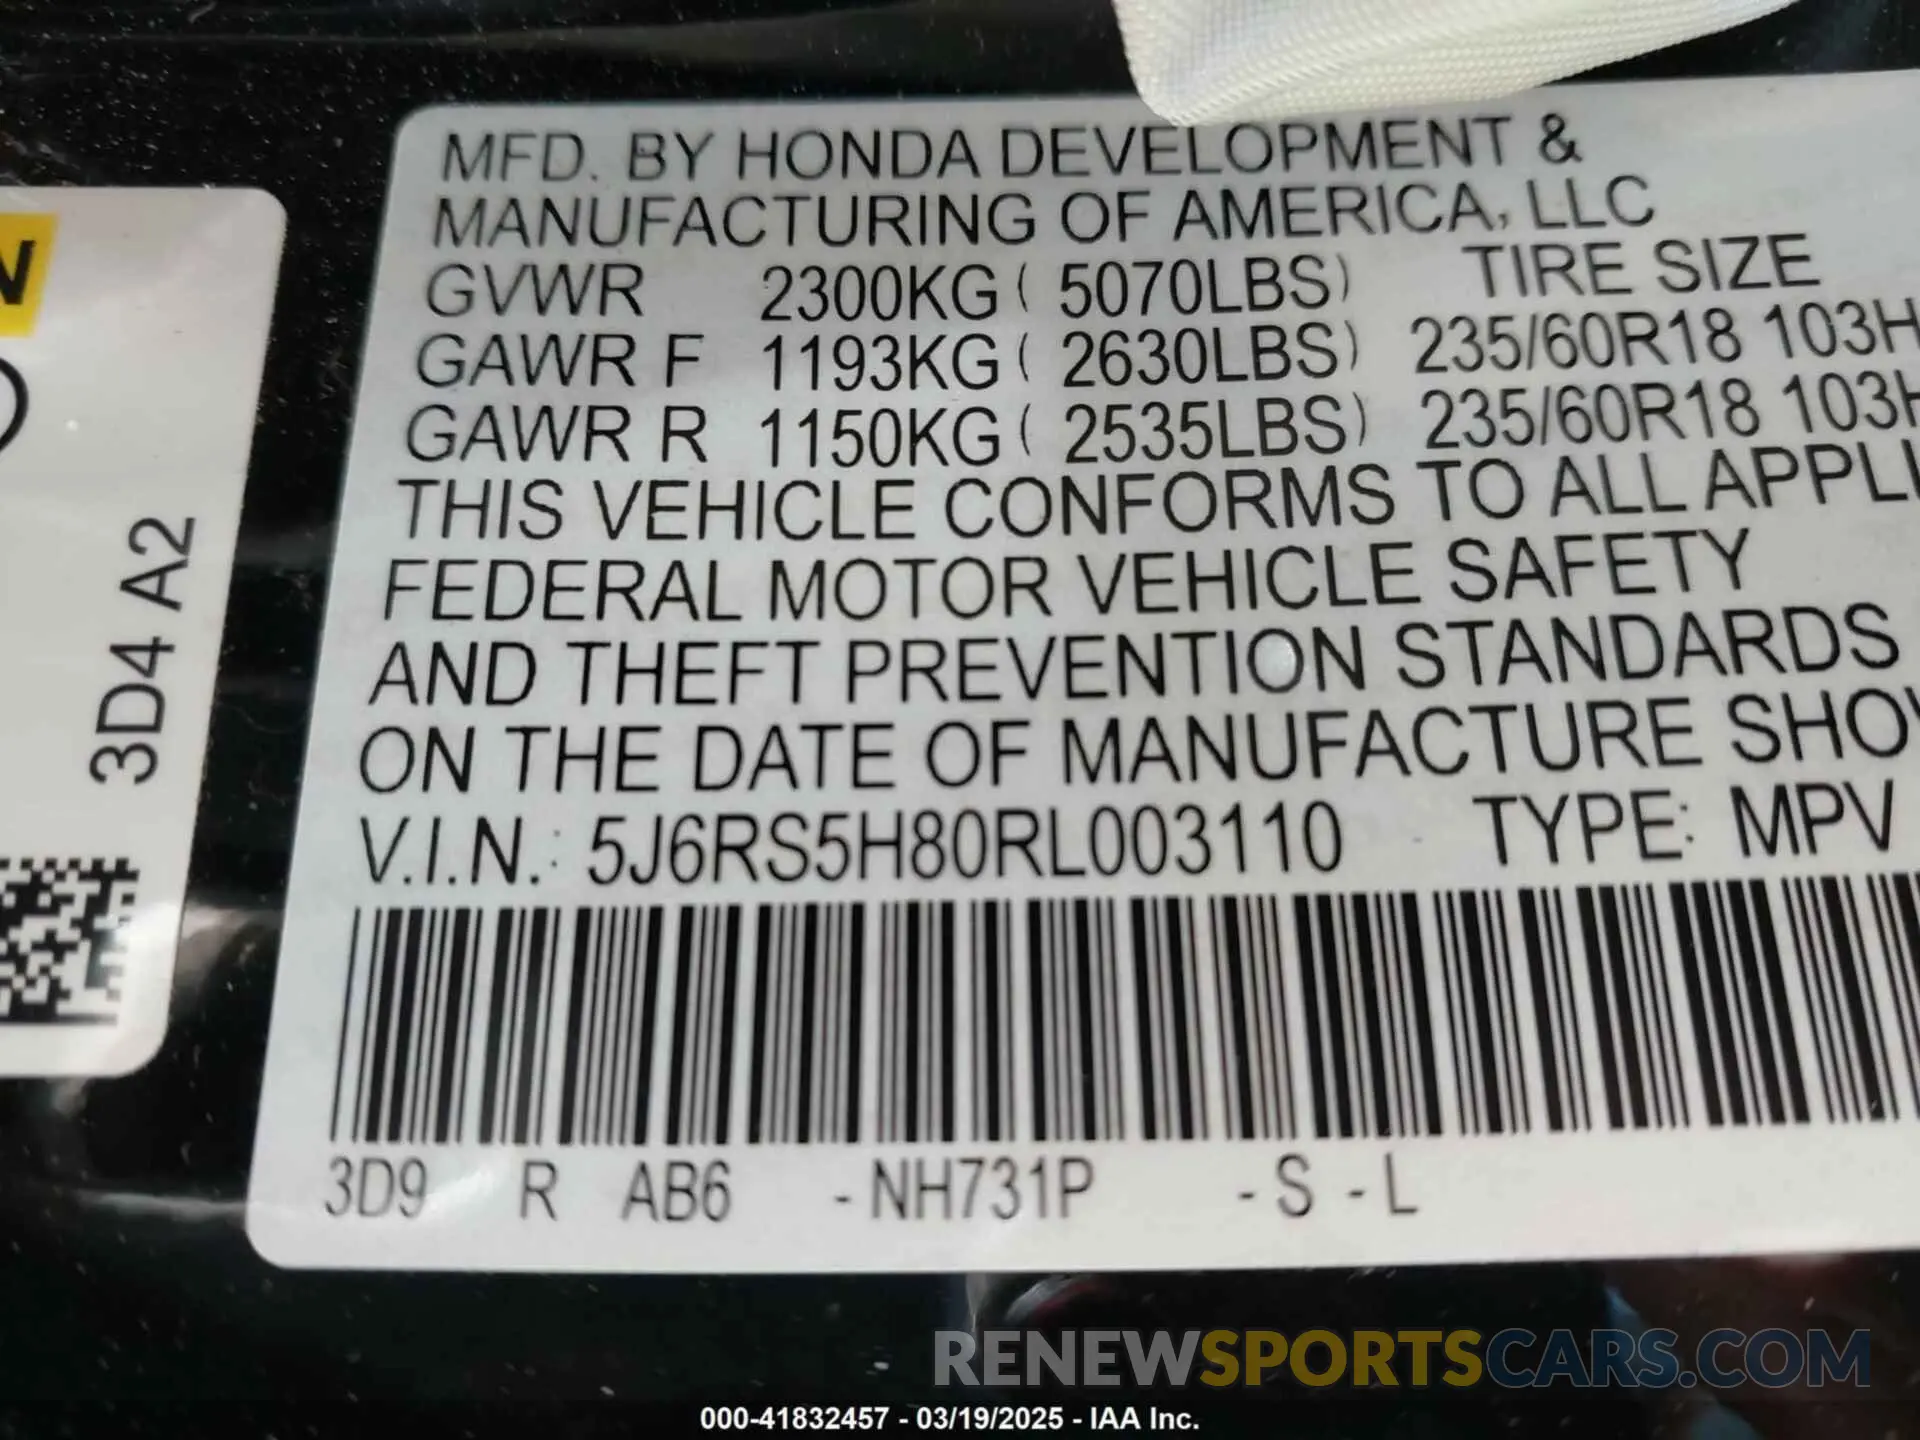 MFD. BY HONDA DEVELOPMENT &
MANUFACTURING OF AMERICA, LLC
GVWR 2300KG ( 5070LBS) TIRE SIZE
GAWR F 1193KG ( 2630LBS) 235/60R18 103H
GAWR R 1150KG ( 2535LBS) 235/60R18 103H
THIS VEHICLE CONFORMS TO ALL APPLI
FEDERAL MOTOR VEHICLE SAFETY
AND THEFT PREVENTION STANDARDS
ON THE DATE OF MANUFACTURE SHO
V.I.N.: 5J6RS5H80RL003110 TYPE: MPV
3D9 R AB6 -NH731P -S -L
N
3D4 A2
RENEWSPORTSCARS.COM
000-41832457 - 03/19/2025 - IAA Inc.